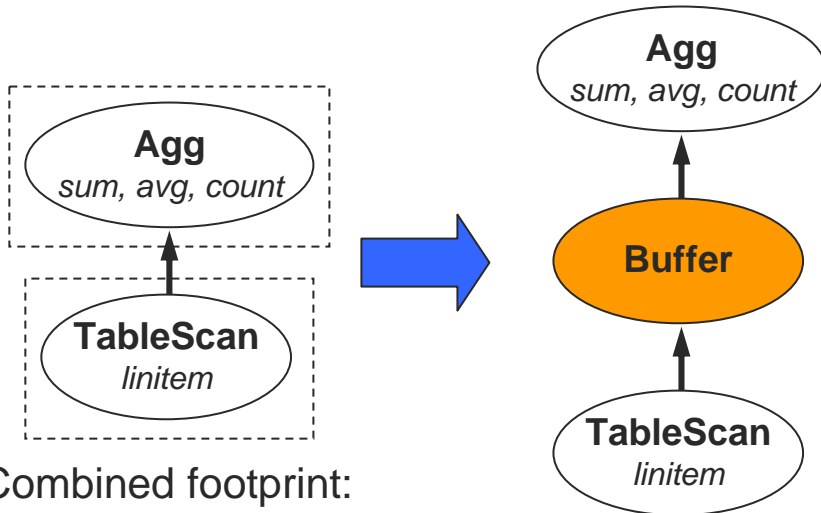 Agg
sum, avg, count
TableScan
linitem
Combined footprint:
Agg
sum, avg, count
Buffer
TableScan
linitem